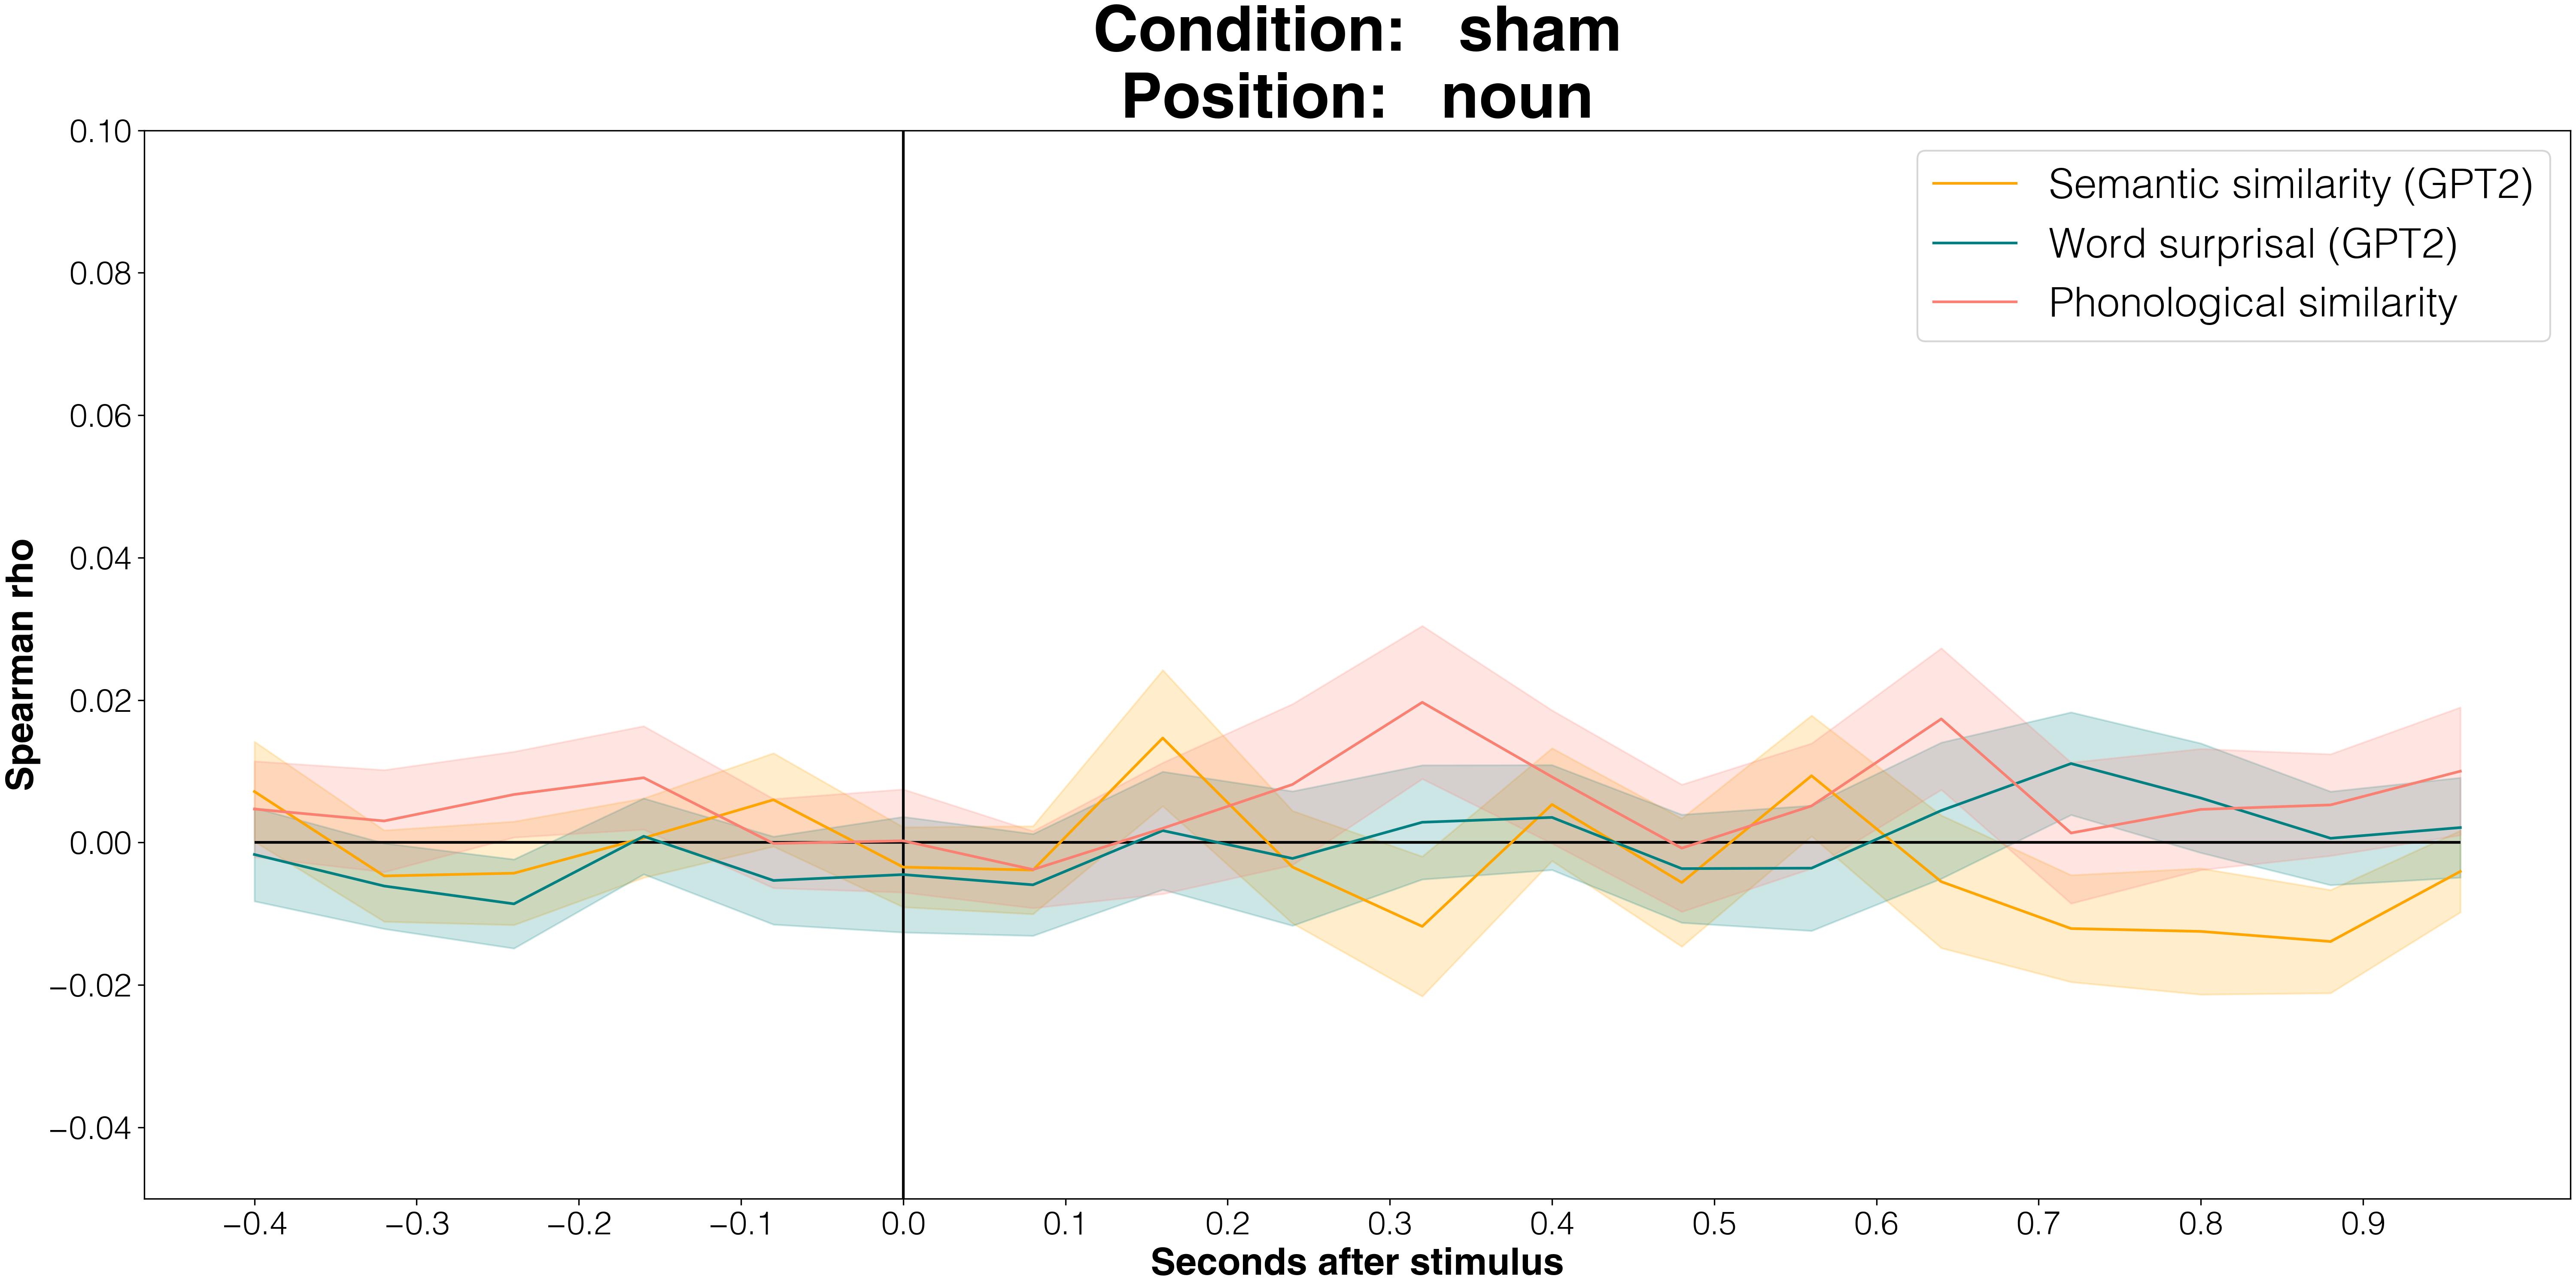 Condition:   sham
Position:   noun
0.10
0.08
0.06
0.04
0.02
0.00
−0.02
−0.04
Spearman rho
Semantic similarity (GPT2)
Word surprisal (GPT2)
Phonological similarity
−0.4 −0.3 −0.2 −0.1 0.0 0.1 0.2 0.3 0.4 0.5 0.6 0.7 0.8 0.9
Seconds after stimulus